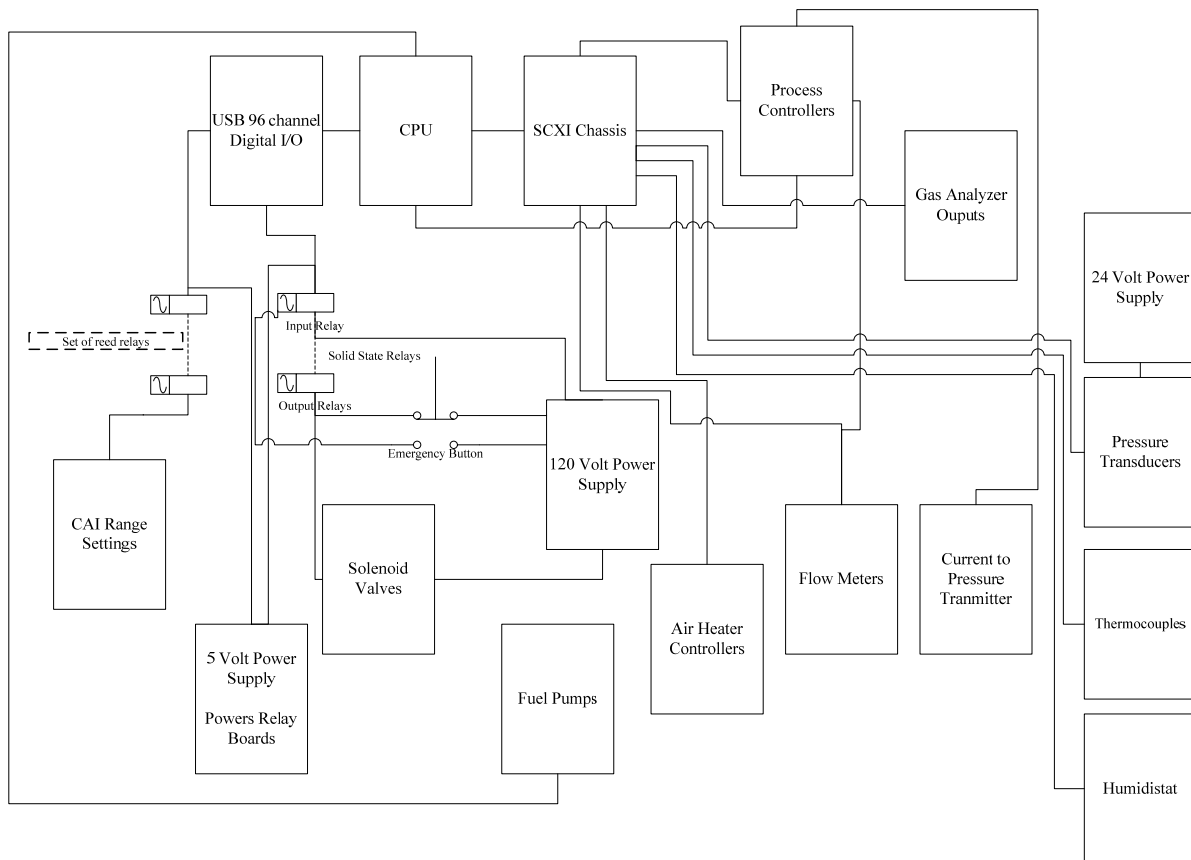 USB 96 channel
Digital I/O
CPU
SCXI Chassis
Process
Controllers
Gas Analyzer
Ouputs
24 Volt Power
Supply
Input Relay
Set of reed relays
Solid State Relays
Output Relays
Emergency Button
120 Volt Power
Supply
Pressure
Transducers
CAI Range
Settings
Solenoid
Valves
Flow Meters
Current to
Pressure
Tranmitter
Air Heater
Controllers
Thermocouples
5 Volt Power
Supply
Powers Relay
Boards
Fuel Pumps
Humidistat